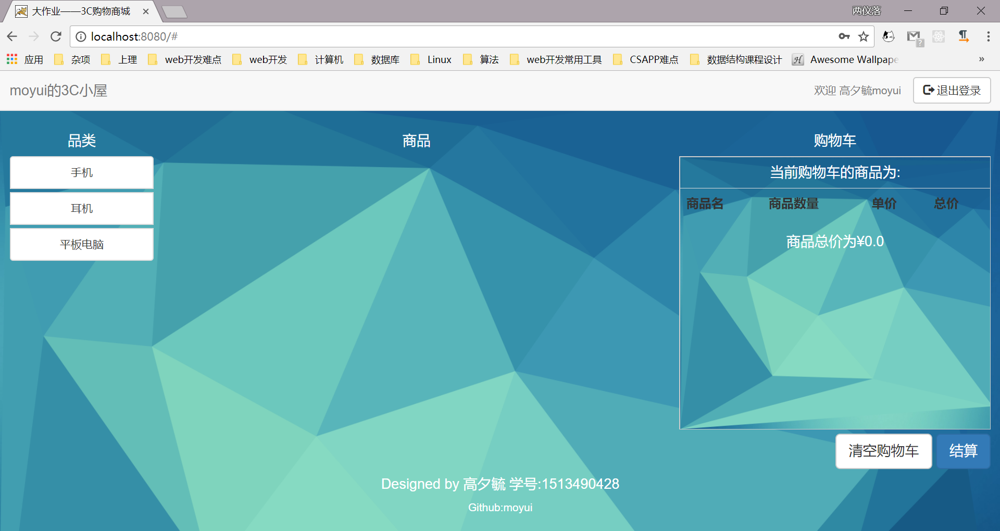 大作业——3C购物商城
两仪落
localhost:8080/#
应用 杂项 上理 web开发难点 web开发 计算机 数据库 Linux 算法 web开发常用工具 CSAPP难点 数据结构课程设计 Awesome Wallpape »
moyui的3C小屋
欢迎 高夕毓moyui 退出登录
品类 商品 购物车
手机
耳机
平板电脑
当前购物车的商品为:
商品名 商品数量 单价 总价
商品总价为¥0.0
清空购物车 结算
Designed by 高夕毓 学号:1513490428
Github:moyui